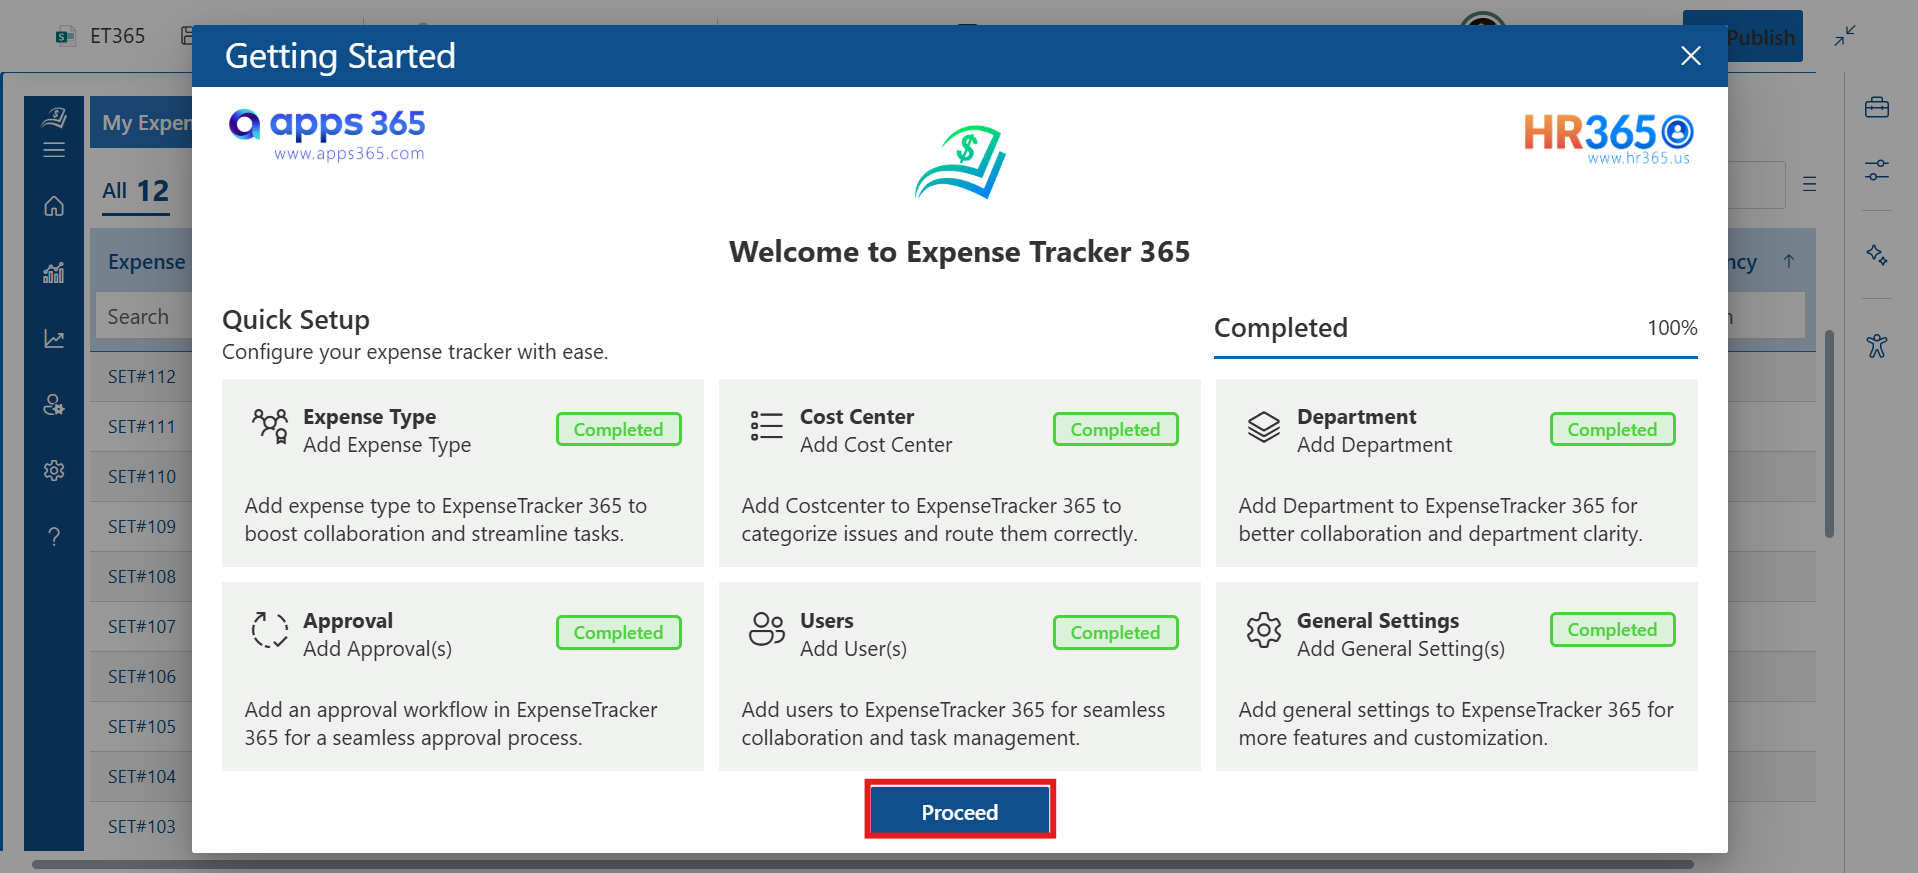 ET365
Publish
Getting Started
My Expen
apps 365
www.apps365.com
HR365
www.hr365.us
All 12
Welcome to Expense Tracker 365
Expense
ncy
Search
Quick Setup
Configure your expense tracker with ease.
Completed 100%
SET#112
SET#111
SET#110
SET#109
SET#108
SET#107
SET#106
SET#105
SET#104
SET#103
Expense Type
Add Expense Type
Completed
Add expense type to ExpenseTracker 365 to
boost collaboration and streamline tasks.
Cost Center
Add Cost Center
Completed
Add Costcenter to ExpenseTracker 365 to
categorize issues and route them correctly.
Department
Add Department
Completed
Add Department to ExpenseTracker 365 for
better collaboration and department clarity.
Approval
Add Approval(s)
Completed
Add an approval workflow in ExpenseTracker
365 for a seamless approval process.
Users
Add User(s)
Completed
Add users to ExpenseTracker 365 for seamless
collaboration and task management.
General Settings
Add General Setting(s)
Completed
Add general settings to ExpenseTracker 365 for
more features and customization.
Proceed